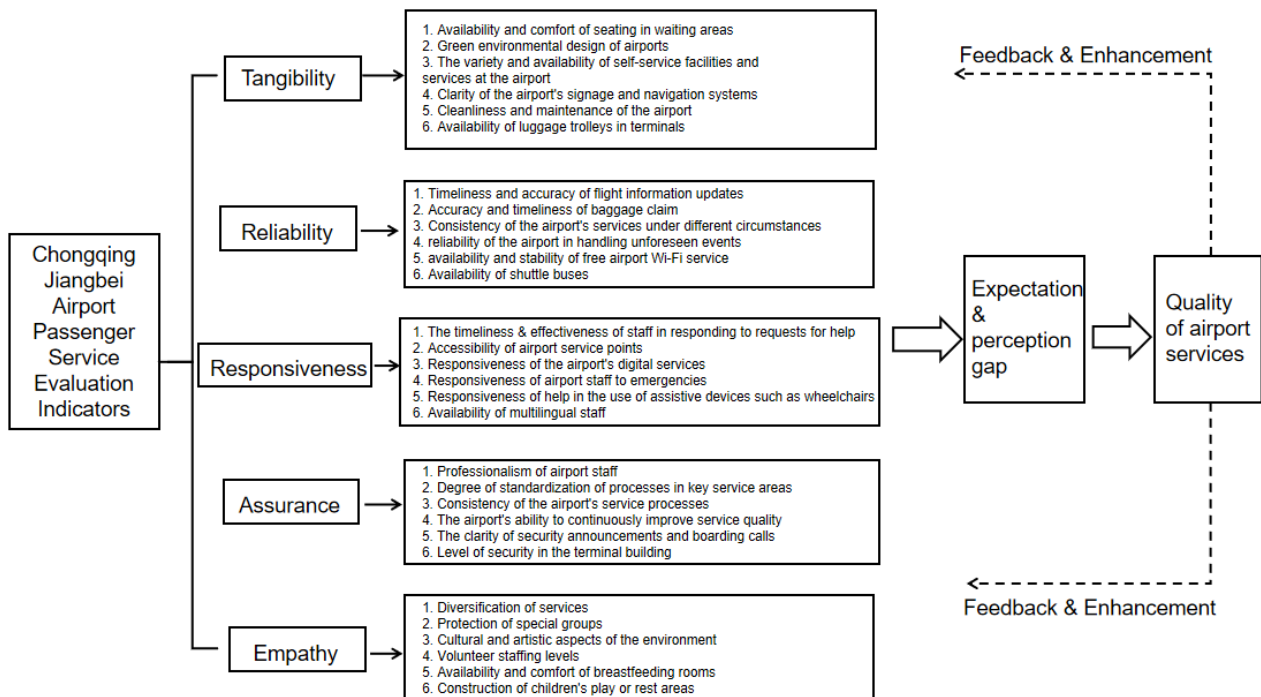 Chongqing
Jiangbei
Airport
Passenger
Service
Evaluation
Indicators
Tangibility
1. Availability and comfort of seating in waiting areas
2. Green environmental design of airports
3. The variety and availability of self-service facilities and
services at the airport
4. Clarity of the airport's signage and navigation systems
5. Cleanliness and maintenance of the airport
6. Availability of luggage trolleys in terminals
Reliability
1. Timeliness and accuracy of flight information updates
2. Accuracy and timeliness of baggage claim
3. Consistency of the airport's services under different circumstances
4. reliability of the airport in handling unforeseen events
5. availability and stability of free airport Wi-Fi service
6. Availability of shuttle buses
Responsiveness
1. The timeliness & effectiveness of staff in responding to requests for help
2. Accessibility of airport service points
3. Responsiveness of the airport's digital services
4. Responsiveness of airport staff to emergencies
5. Responsiveness of help in the use of assistive devices such as wheelchairs
6. Availability of multilingual staff
Assurance
1. Professionalism of airport staff
2. Degree of standardization of processes in key service areas
3. Consistency of the airport's service processes
4. The airport's ability to continuously improve service quality
5. The clarity of security announcements and boarding calls
6. Level of security in the terminal building
Empathy
1. Diversification of services
2. Protection of special groups
3. Cultural and artistic aspects of the environment
4. Volunteer staffing levels
5. Availability and comfort of breastfeeding rooms
6. Construction of children's play or rest areas
Feedback & Enhancement
Expectation
&
perception
gap
Quality
of airport
services
Feedback & Enhancement